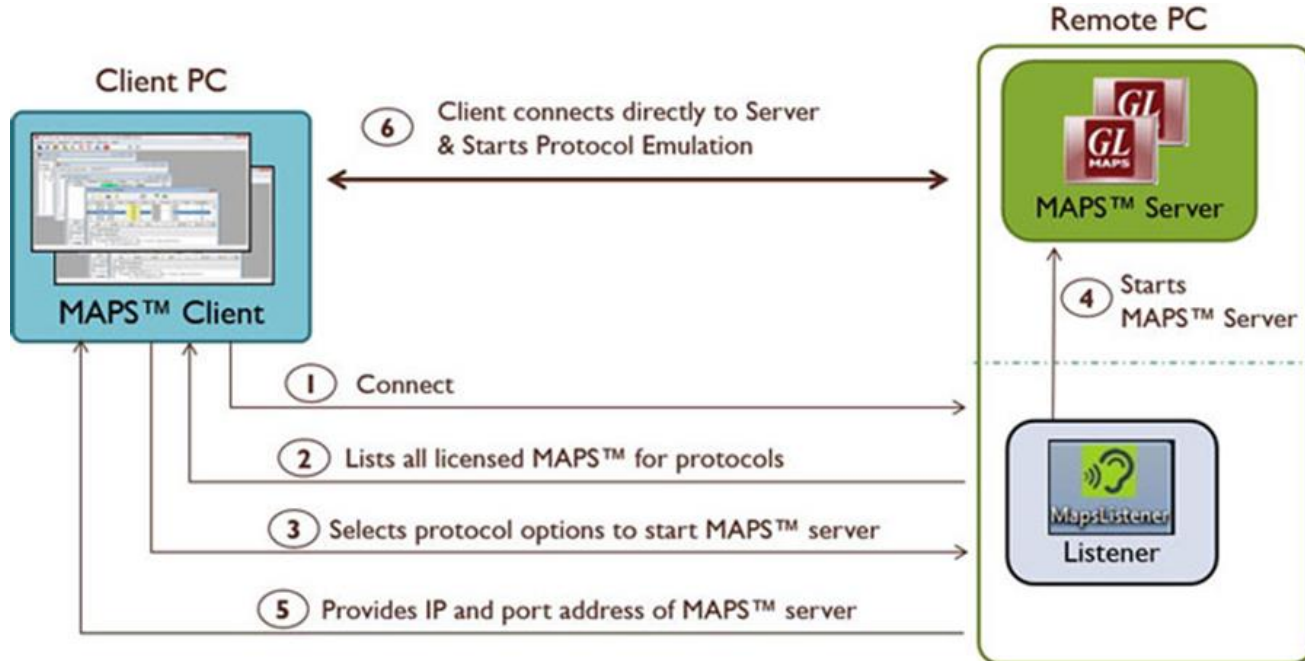 Remote PC
Client PC
6
Client connects directly to Server
& Starts Protocol Emulation
GL
GL
MAPS
MAPS™ Server
MAPS™ Client
4
Starts
MAPS™ Server
1
Connect
2
Lists all licensed MAPS™ for protocols
3
Selects protocol options to start MAPS™ server
MapsListener
Listener
5
Provides IP and port address of MAPS™ server